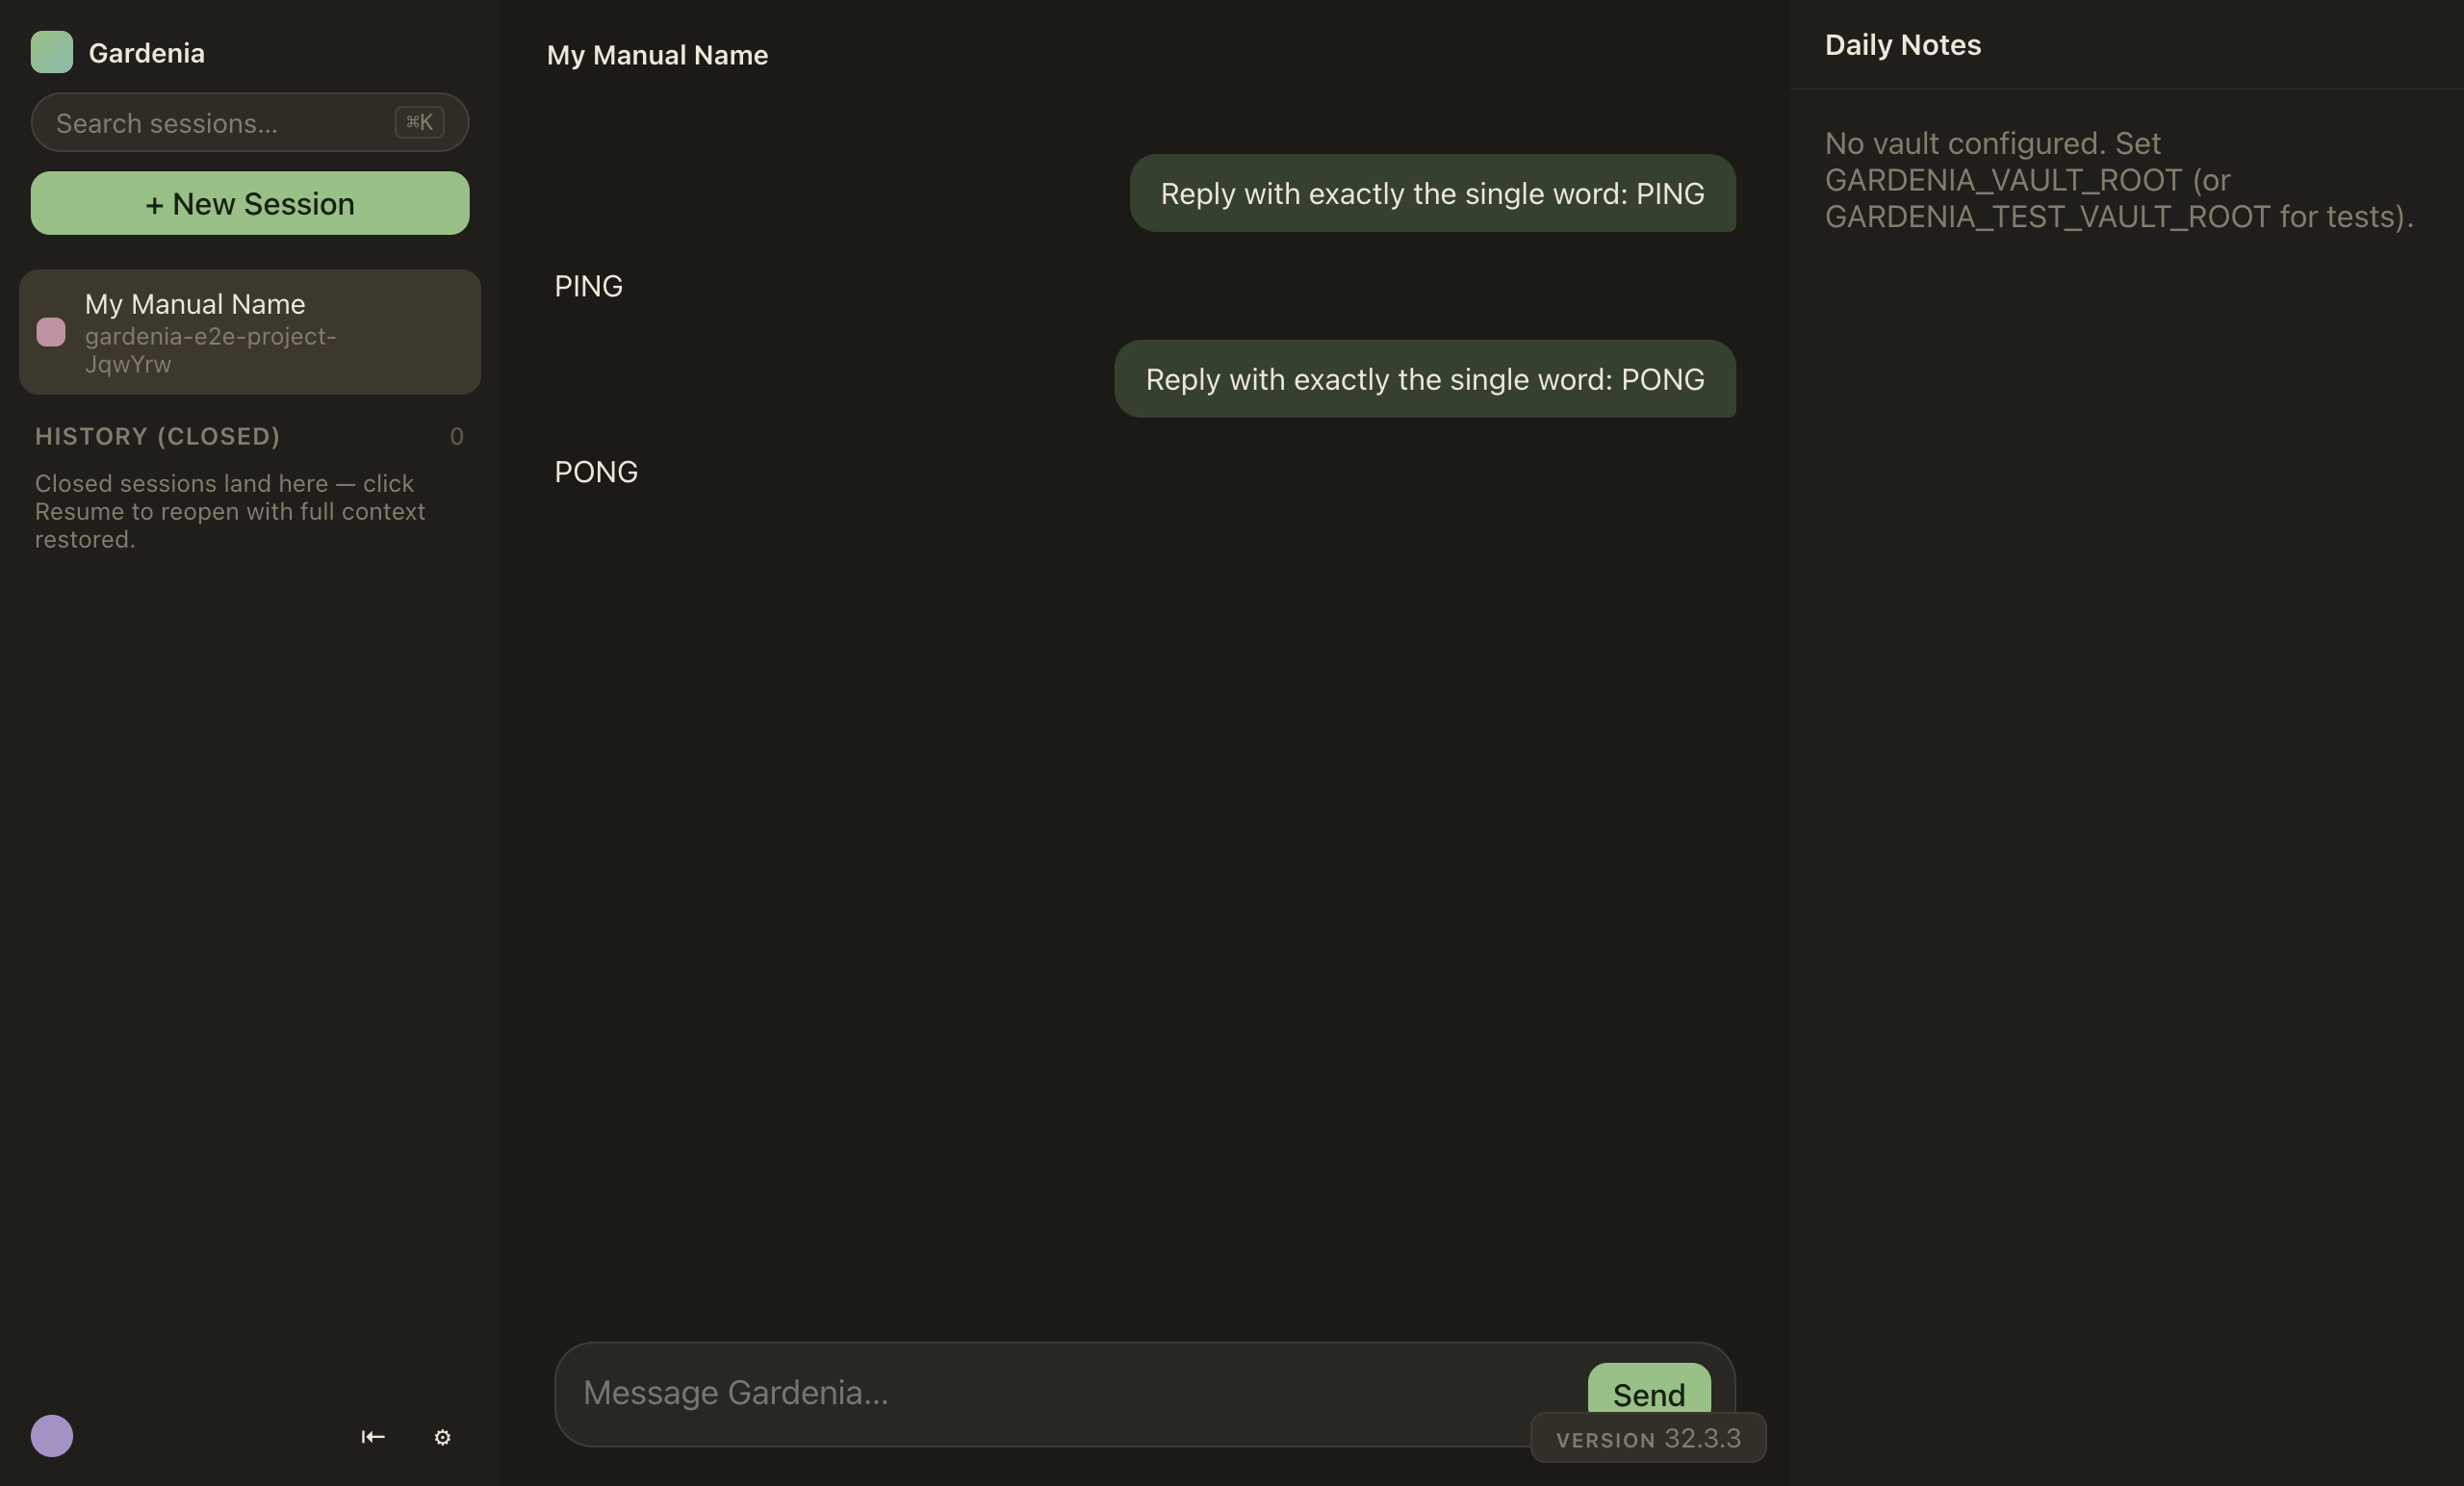 Gardenia
Search sessions...
⌘K
+ New Session
My Manual Name
gardenia-e2e-project-
JqwYrw
HISTORY (CLOSED)
0
Closed sessions land here — click
Resume to reopen with full context
restored.
My Manual Name
Reply with exactly the single word: PING
PING
Reply with exactly the single word: PONG
PONG
Message Gardenia...
Send
VERSION 32.3.3
Daily Notes
No vault configured. Set
GARDENIA_VAULT_ROOT (or
GARDENIA_TEST_VAULT_ROOT for tests).